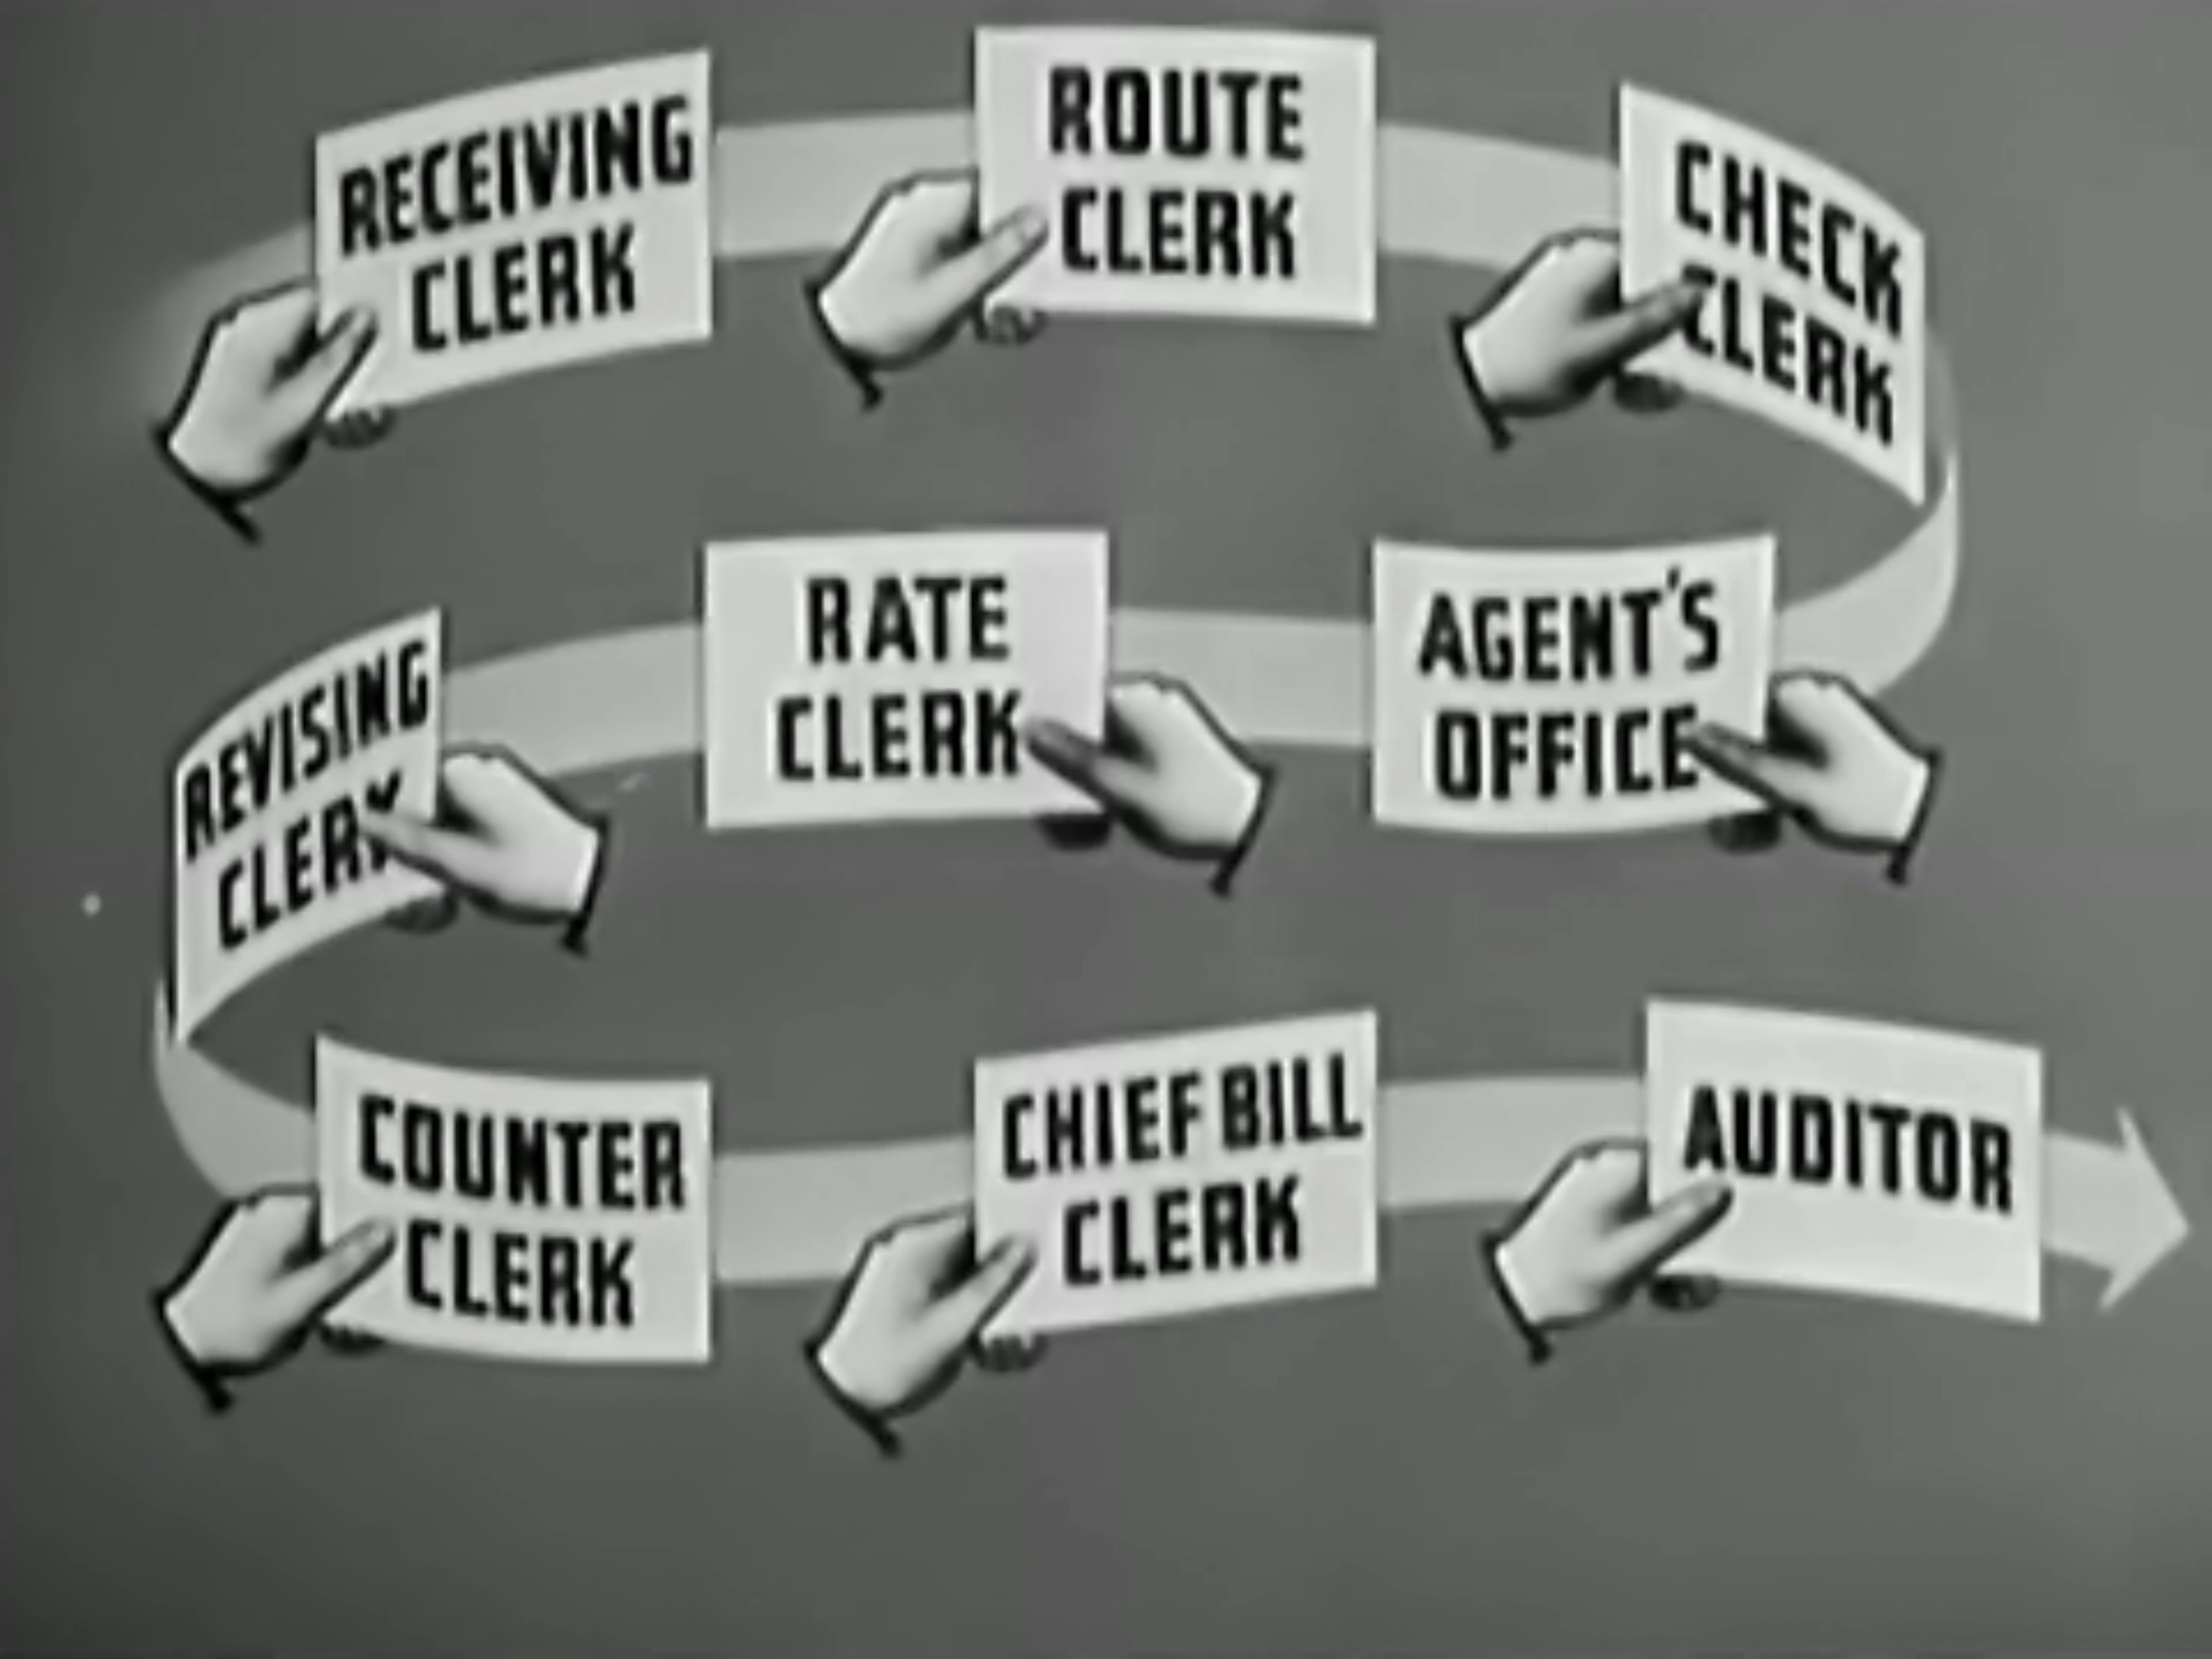 RECEIVING
CLERK
ROUTE
CLERK
CHECK
CLERK
AGENT'S
OFFICE
RATE
CLERK
REVISING
CLERK
COUNTER
CLERK
CHIEF BILL
CLERK
AUDITOR